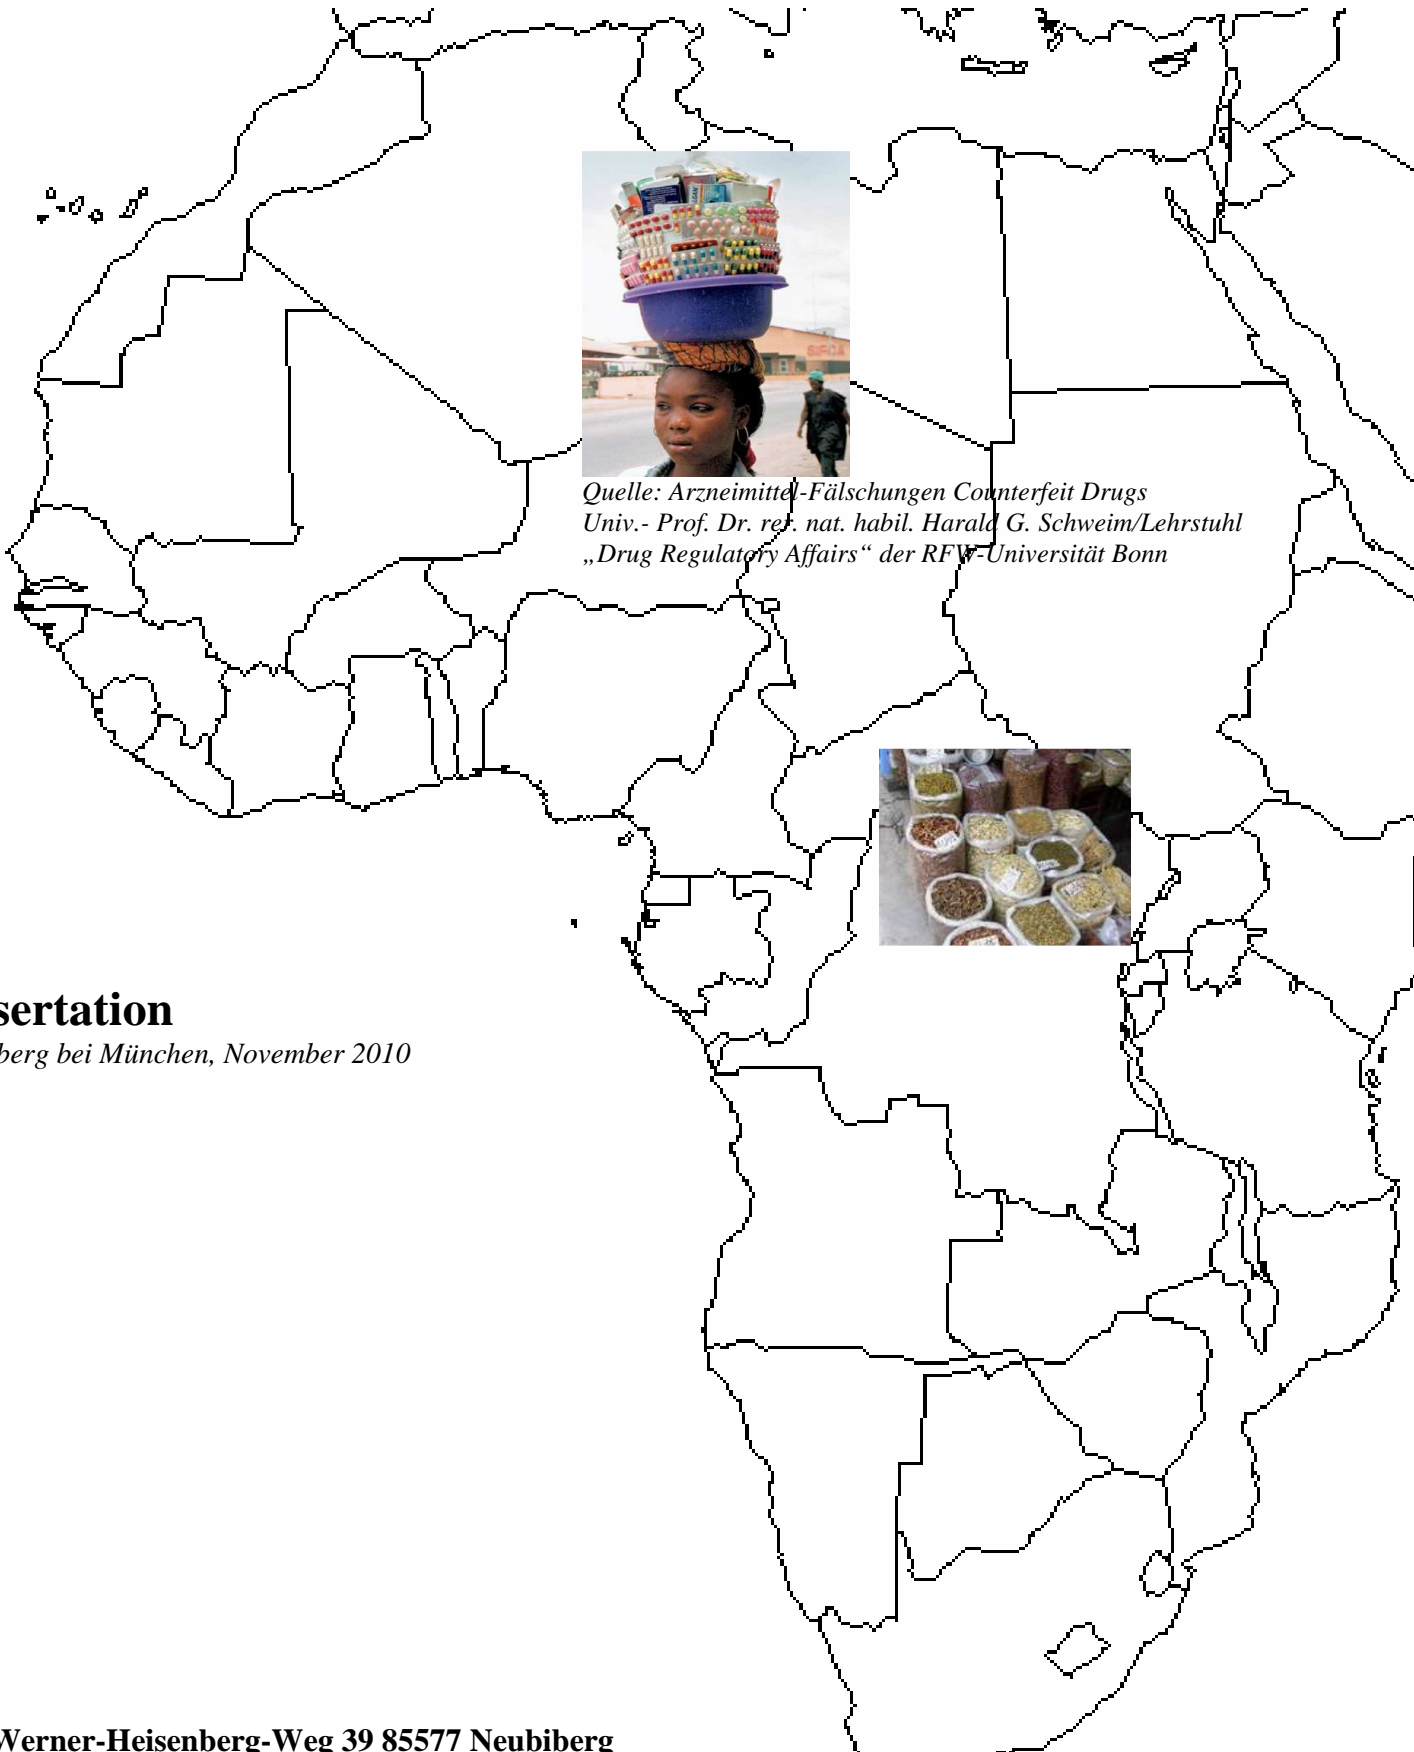 SIFCA
Quelle: Arzneimittel-Fälschungen Counterfeit Drugs
Univ.- Prof. Dr. rer. nat. habil. Harald G. Schweim/Lehrstuhl
„Drug Regulatory Affairs“ der RFW-Universität Bonn
sertation
berg bei München, November 2010
Werner-Heisenberg-Weg 39 85577 Neubiberg